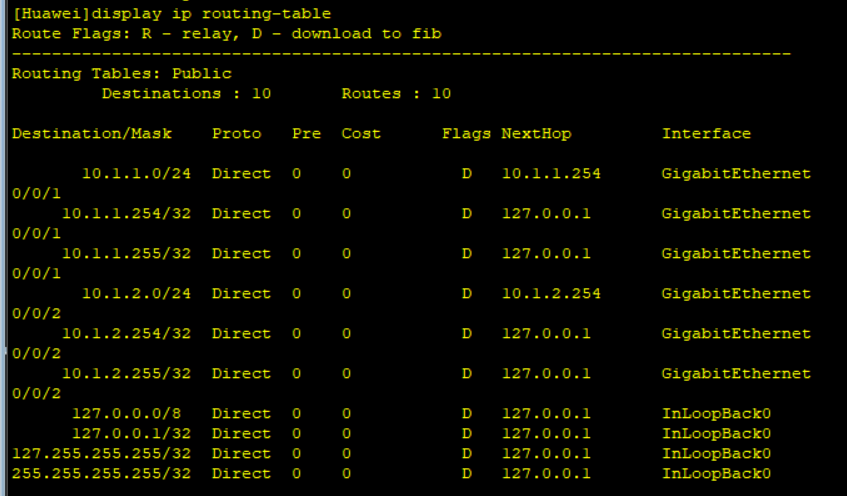 [Huawei]display ip routing-table
Route Flags: R - relay, D - download to fib
------------------------------------------------------------------------------
Routing Tables: Public
         Destinations : 10       Routes : 10

Destination/Mask    Proto   Pre  Cost      Flags NextHop         Interface

       10.1.1.0/24  Direct  0    0           D   10.1.1.254      GigabitEthernet
0/0/1
     10.1.1.254/32  Direct  0    0           D   127.0.0.1       GigabitEthernet
0/0/1
     10.1.1.255/32  Direct  0    0           D   127.0.0.1       GigabitEthernet
0/0/1
       10.1.2.0/24  Direct  0    0           D   10.1.2.254      GigabitEthernet
0/0/2
     10.1.2.254/32  Direct  0    0           D   127.0.0.1       GigabitEthernet
0/0/2
     10.1.2.255/32  Direct  0    0           D   127.0.0.1       GigabitEthernet
0/0/2
      127.0.0.0/8   Direct  0    0           D   127.0.0.1       InLoopBack0
      127.0.0.1/32  Direct  0    0           D   127.0.0.1       InLoopBack0
127.255.255.255/32  Direct  0    0           D   127.0.0.1       InLoopBack0
255.255.255.255/32  Direct  0    0           D   127.0.0.1       InLoopBack0